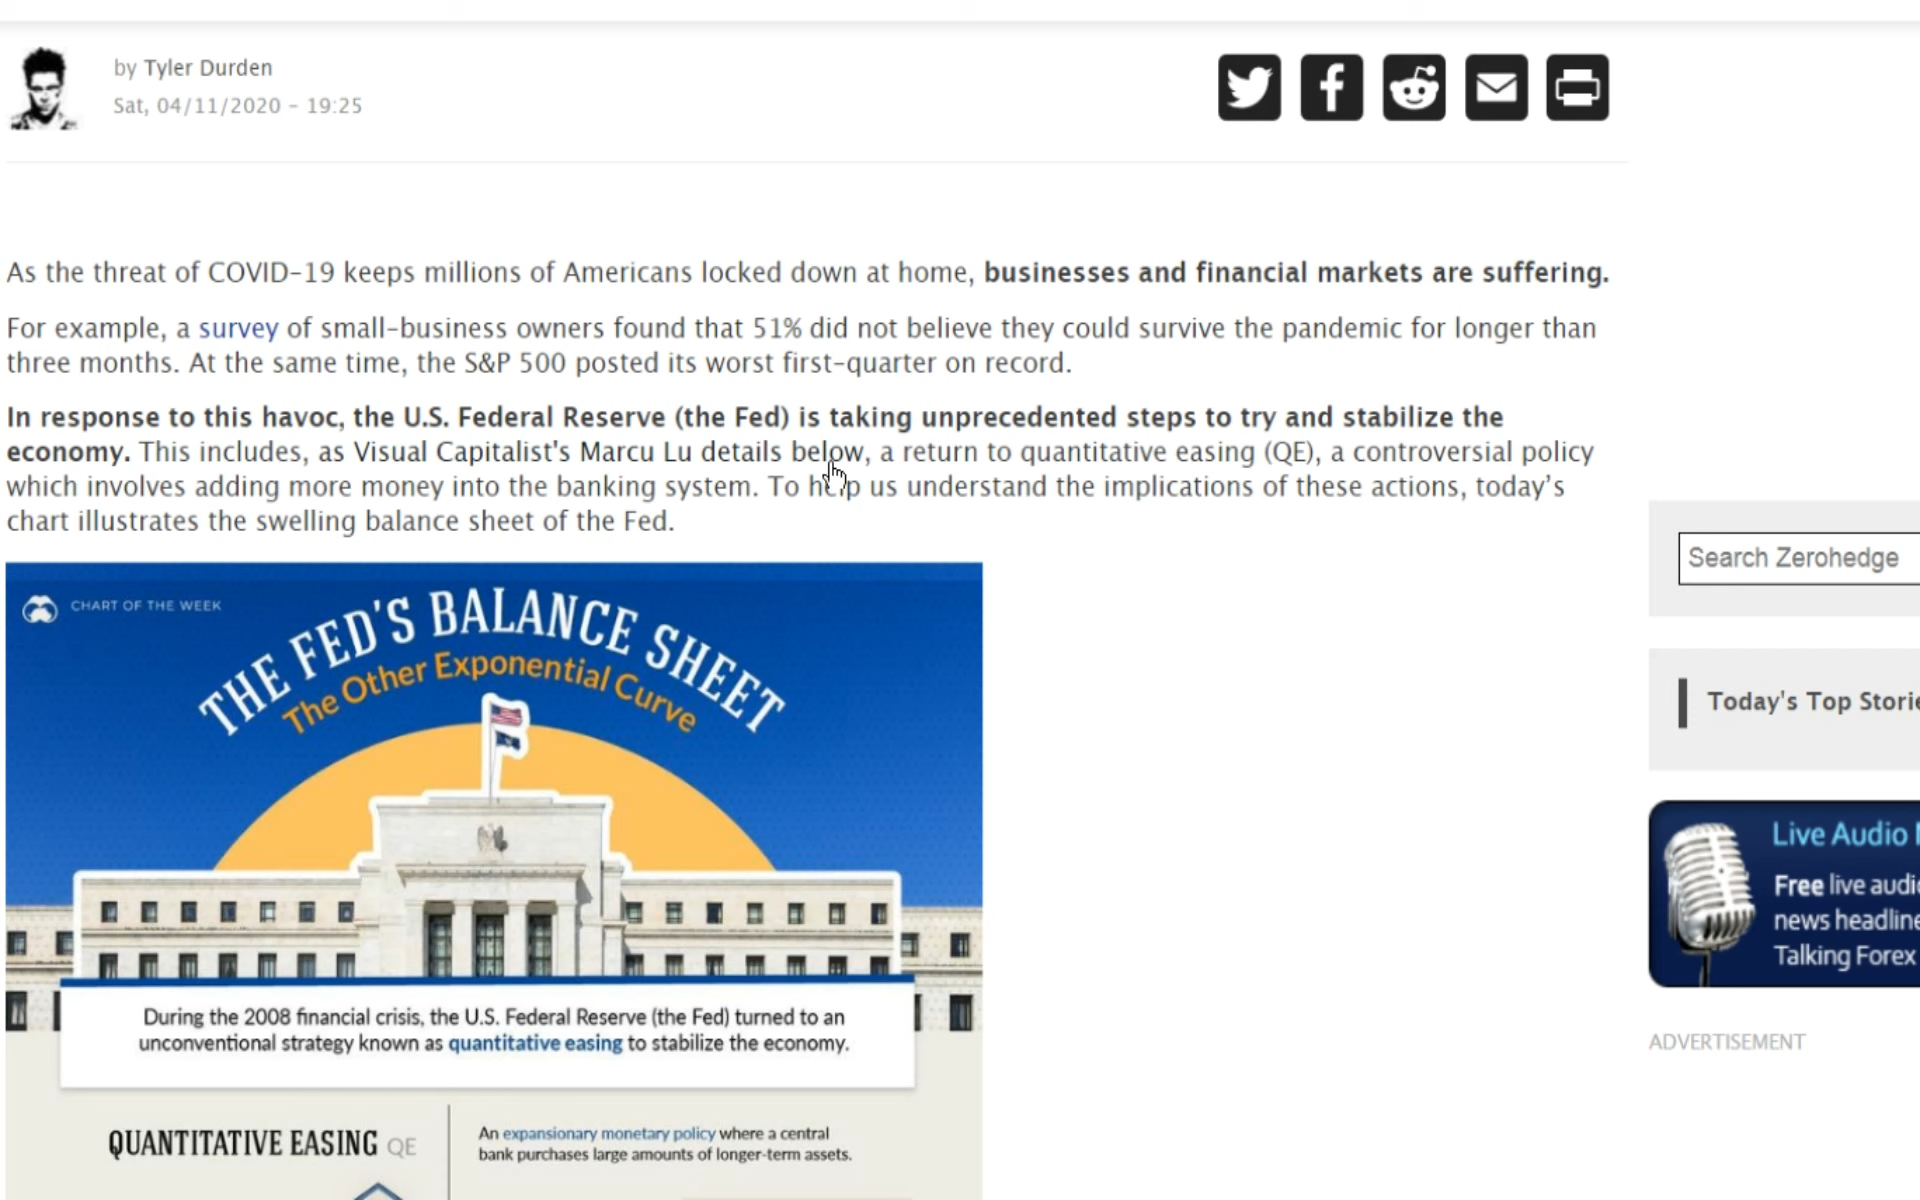 by Tyler Durden
Sat, 04/11/2020 - 19:25
As the threat of COVID-19 keeps millions of Americans locked down at home, businesses and financial markets are suffering.
For example, a survey of small-business owners found that 51% did not believe they could survive the pandemic for longer than
three months. At the same time, the S&P 500 posted its worst first-quarter on record.
In response to this havoc, the U.S. Federal Reserve (the Fed) is taking unprecedented steps to try and stabilize the
economy. This includes, as Visual Capitalist's Marcu Lu details below, a return to quantitative easing (QE), a controversial policy
which involves adding more money into the banking system. To help us understand the implications of these actions, today's
chart illustrates the swelling balance sheet of the Fed.
CHART OF THE WEEK
THE FED'S BALANCE SHEET
The Other Exponential Curve
During the 2008 financial crisis, the U.S. Federal Reserve (the Fed) turned to an
unconventional strategy known as quantitative easing to stabilize the economy.
QUANTITATIVE EASING QE
An expansionary monetary policy where a central
bank purchases large amounts of longer-term assets.
Search Zerohedge
Today's Top Storie
Live Audio
Free live audio
news headline
Talking Forex
ADVERTISEMENT